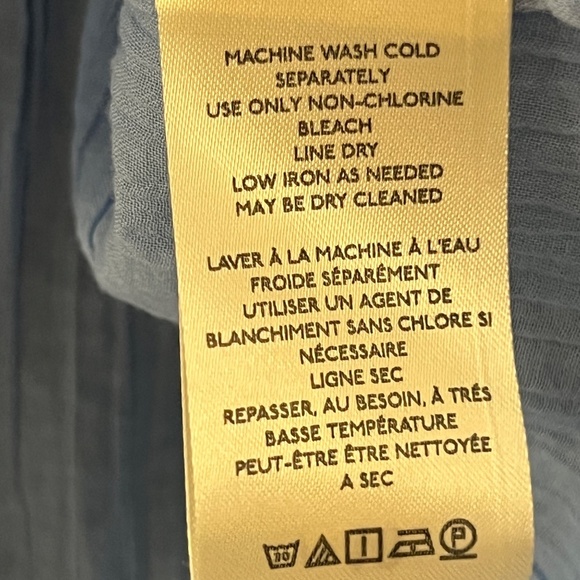 MACHINE WASH COLD
SEPARATELY
USE ONLY NON-CHLORINE
BLEACH
LINE DRY
LOW IRON AS NEEDED
MAY BE DRY CLEANED
LAVER À LA MACHINE À L'EAU
FROIDE SÉPARÉMENT
UTILISER UN AGENT DE
BLANCHIMENT SANS CHLORE SI
NÉCESSAIRE
LIGNE SEC
REPASSER, AU BESOIN, À TRÉS
BASSE TEMPÉRATURE
PEUT-ÊTRE ÊTRE NETTOYÉE
A SEC
30 P